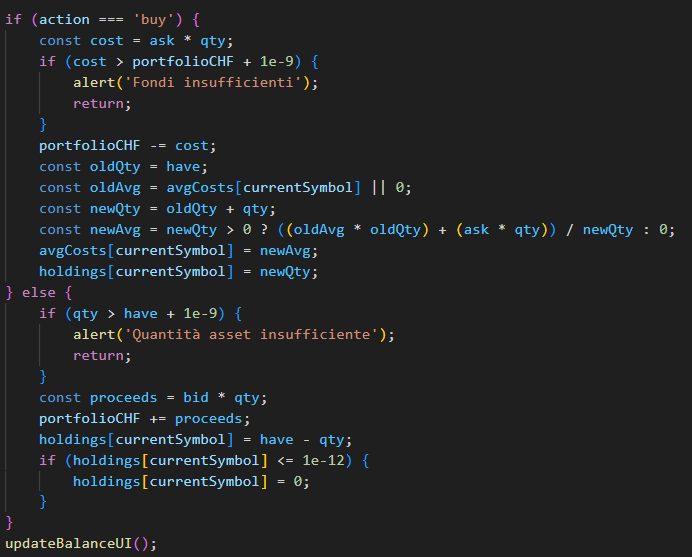 if (action === 'buy') {
    const cost = ask * qty;
    if (cost > portfolioCHF + 1e-9) {
        alert('Fondi insufficienti');
        return;
    }
    portfolioCHF -= cost;
    const oldQty = have;
    const oldAvg = avgCosts[currentSymbol] || 0;
    const newQty = oldQty + qty;
    const newAvg = newQty > 0 ? ((oldAvg * oldQty) + (ask * qty)) / newQty : 0;
    avgCosts[currentSymbol] = newAvg;
    holdings[currentSymbol] = newQty;
} else {
    if (qty > have + 1e-9) {
        alert('Quantità asset insufficiente');
        return;
    }
    const proceeds = bid * qty;
    portfolioCHF += proceeds;
    holdings[currentSymbol] = have - qty;
    if (holdings[currentSymbol] <= 1e-12) {
        holdings[currentSymbol] = 0;
    }
}
updateBalanceUI();